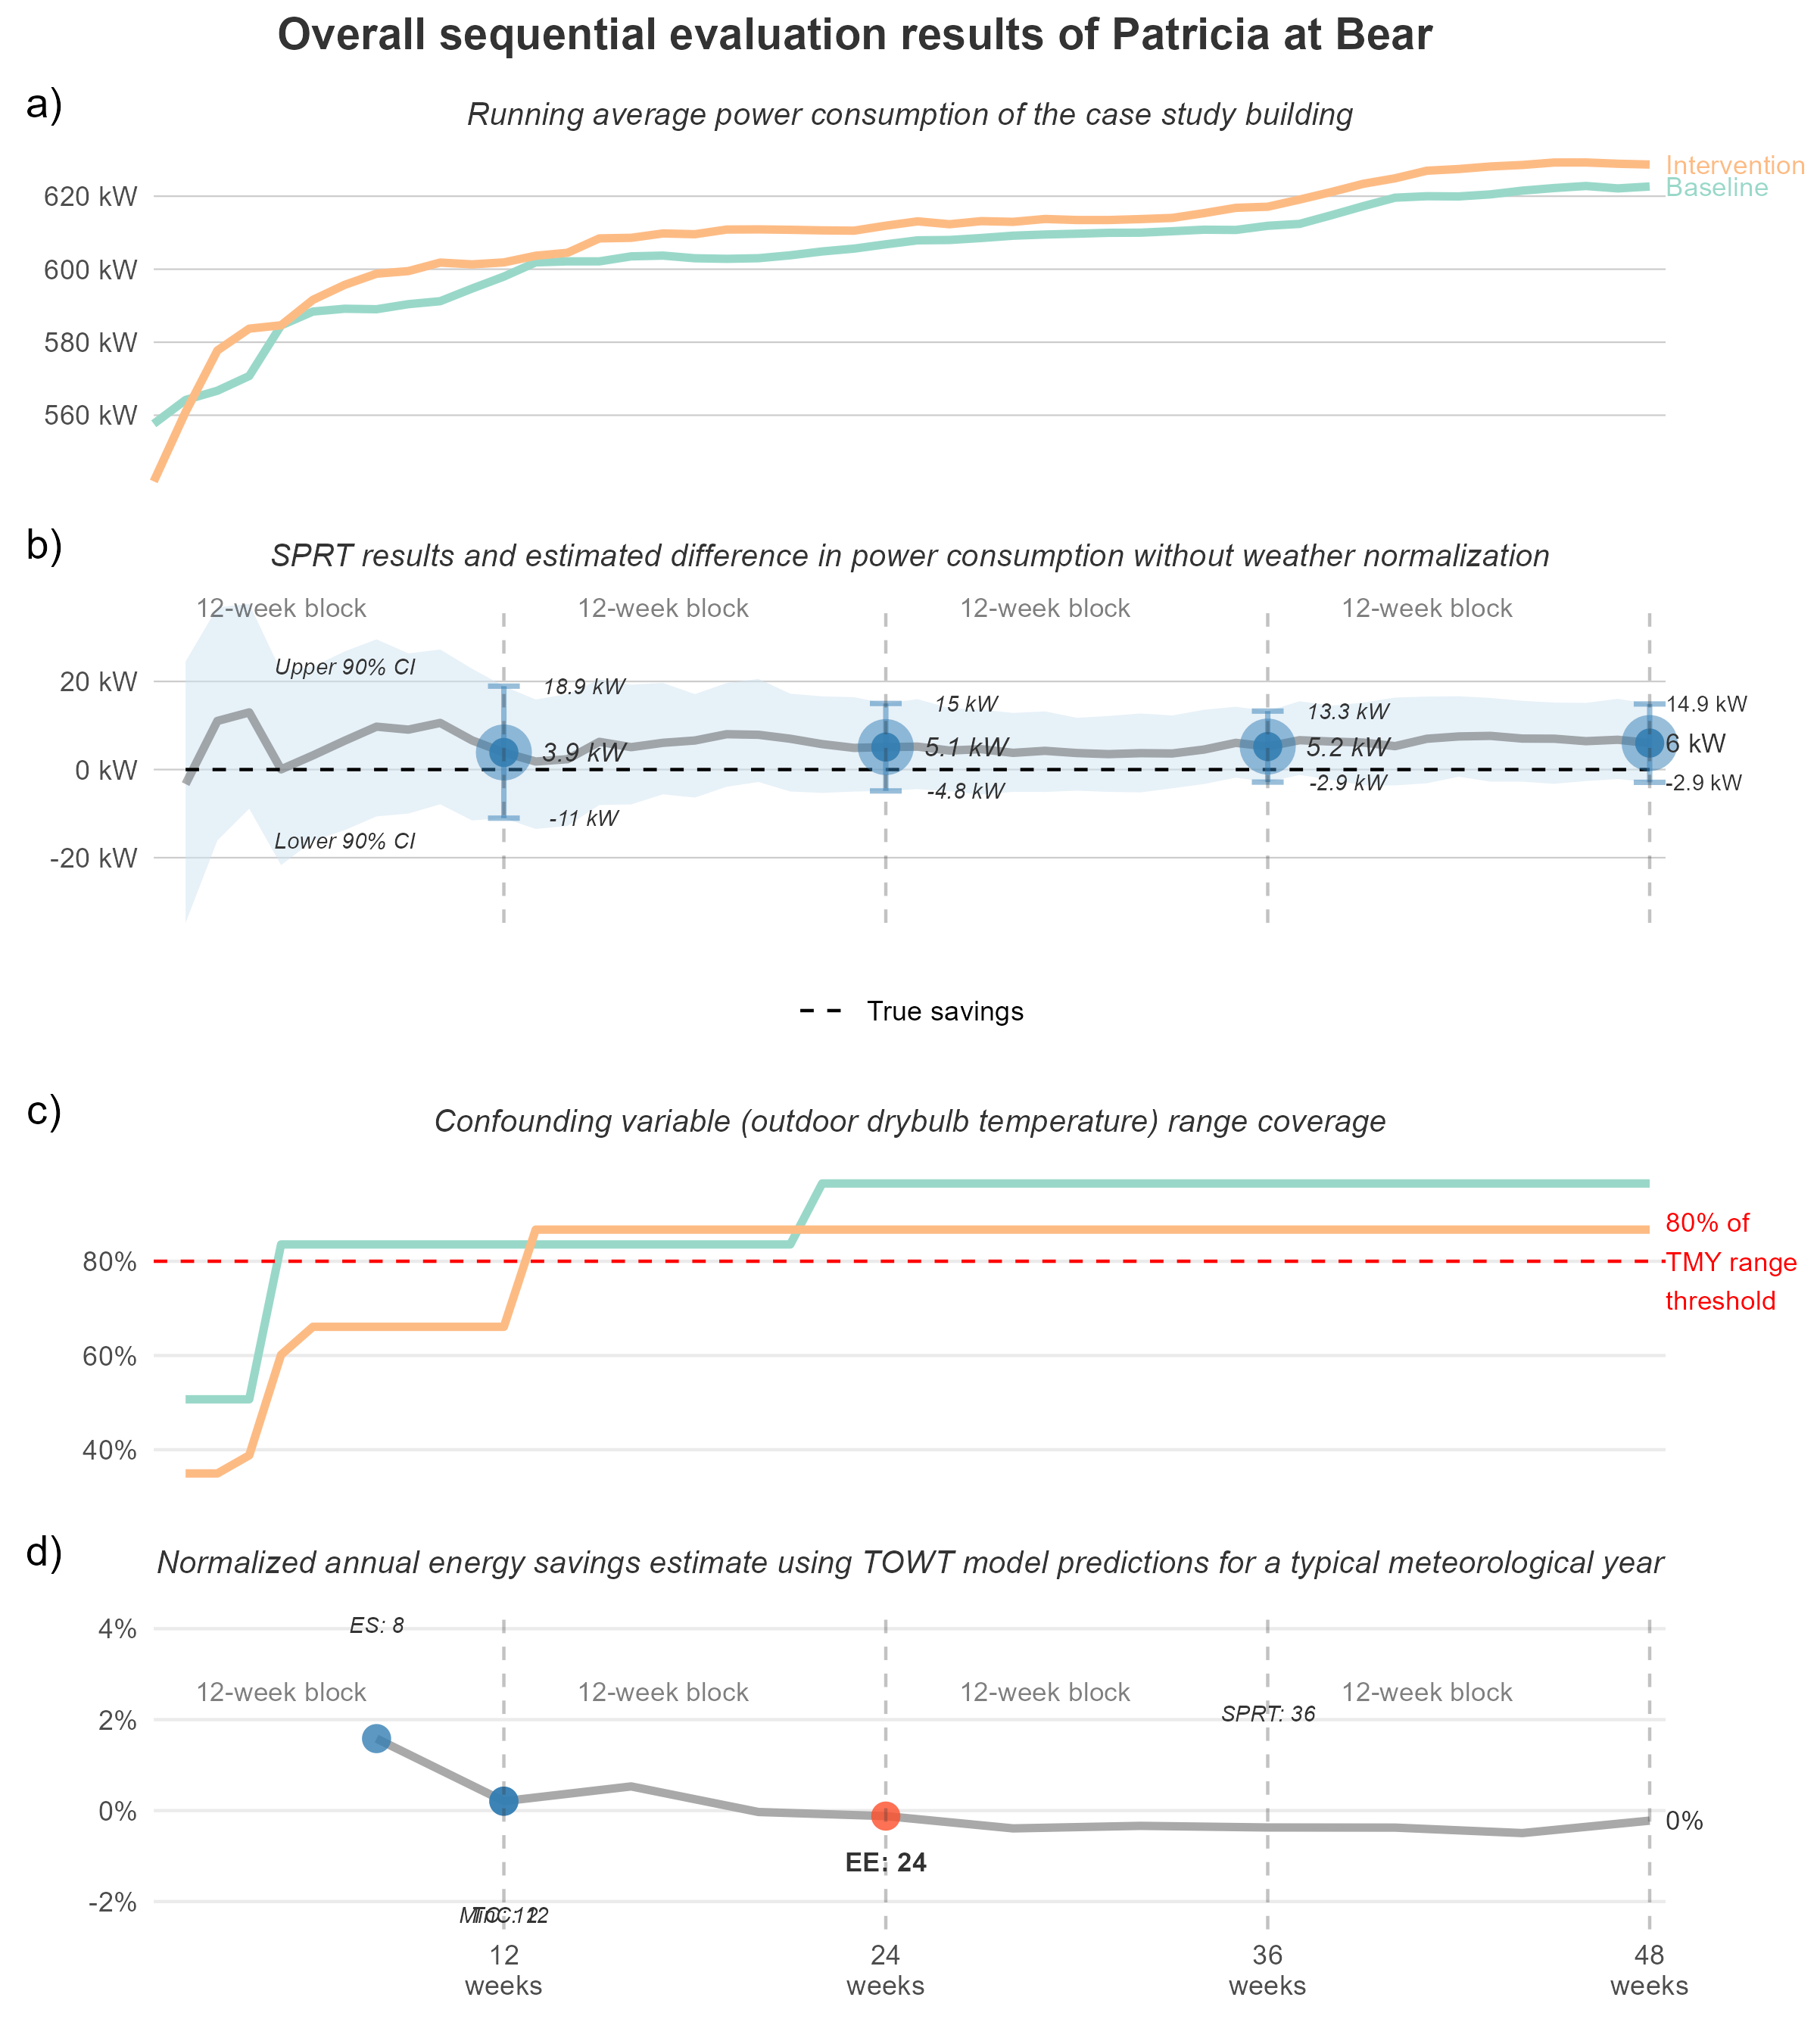 Overall sequential evaluation results of Patricia at Bear
a)
Running average power consumption of the case study building
620 kW
600 kW
580 kW
560 kW
Intervention
Baseline
b)
SPRT results and estimated difference in power consumption without weather normalization
12-week block 12-week block 12-week block 12-week block
20 kW
0 kW
-20 kW
Upper 90% CI
Lower 90% CI
18.9 kW
3.9 kW
-11 kW
15 kW
5.1 kW
-4.8 kW
13.3 kW
5.2 kW
-2.9 kW
14.9 kW
6 kW
-2.9 kW
True savings
c)
Confounding variable (outdoor drybulb temperature) range coverage
80%
60%
40%
80% of
TMY range
threshold
d)
Normalized annual energy savings estimate using TOWT model predictions for a typical meteorological year
4%
2%
0%
-2%
ES: 8
12-week block 12-week block 12-week block 12-week block
SPRT: 36
EE: 24
0%
12
weeks
24
weeks
36
weeks
48
weeks